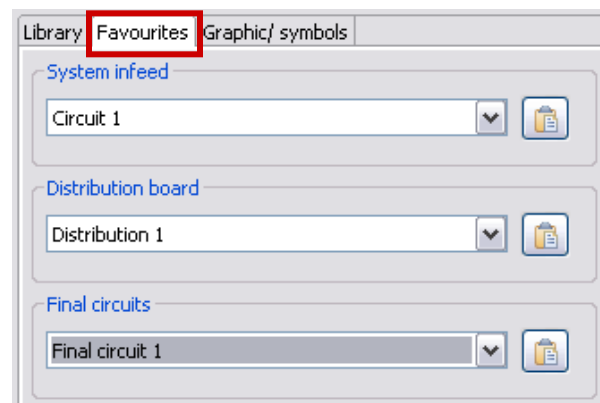 Library Favourites Graphic/ symbols
System infeed
Circuit 1
Distribution board
Distribution 1
Final circuits
Final circuit 1